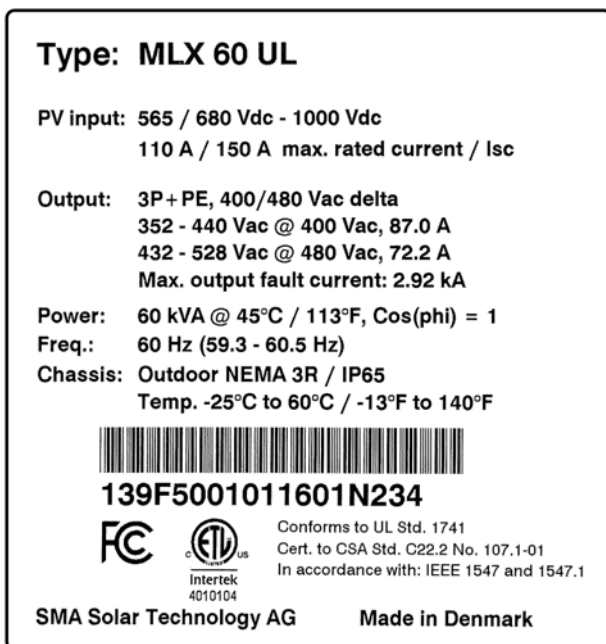 Type: MLX 60 UL
PV input: 565 / 680 Vdc - 1000 Vdc
110 A / 150 A max. rated current / Isc
Output: 3P+PE, 400/480 Vac delta
352 - 440 Vac @ 400 Vac, 87.0 A
432 - 528 Vac @ 480 Vac, 72.2 A
Max. output fault current: 2.92 kA
Power: 60 kVA @ 45°C / 113°F, Cos(phi) = 1
Freq.: 60 Hz (59.3 - 60.5 Hz)
Chassis: Outdoor NEMA 3R / IP65
Temp. -25°C to 60°C / -13°F to 140°F
139F5001011601N234
FC
C ETL US
LISTED
Intertek
4010104
Conforms to UL Std. 1741
Cert. to CSA Std. C22.2 No. 107.1-01
In accordance with: IEEE 1547 and 1547.1
SMA Solar Technology AG Made in Denmark